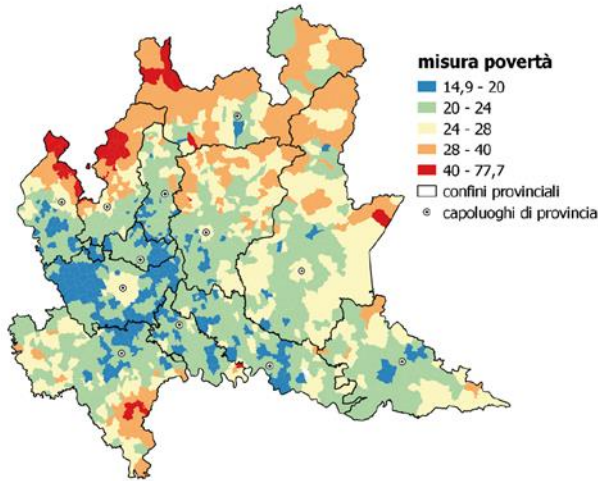 misura povertà
14,9 - 20
20 - 24
24 - 28
28 - 40
40 - 77,7
confini provinciali
capoluoghi di provincia